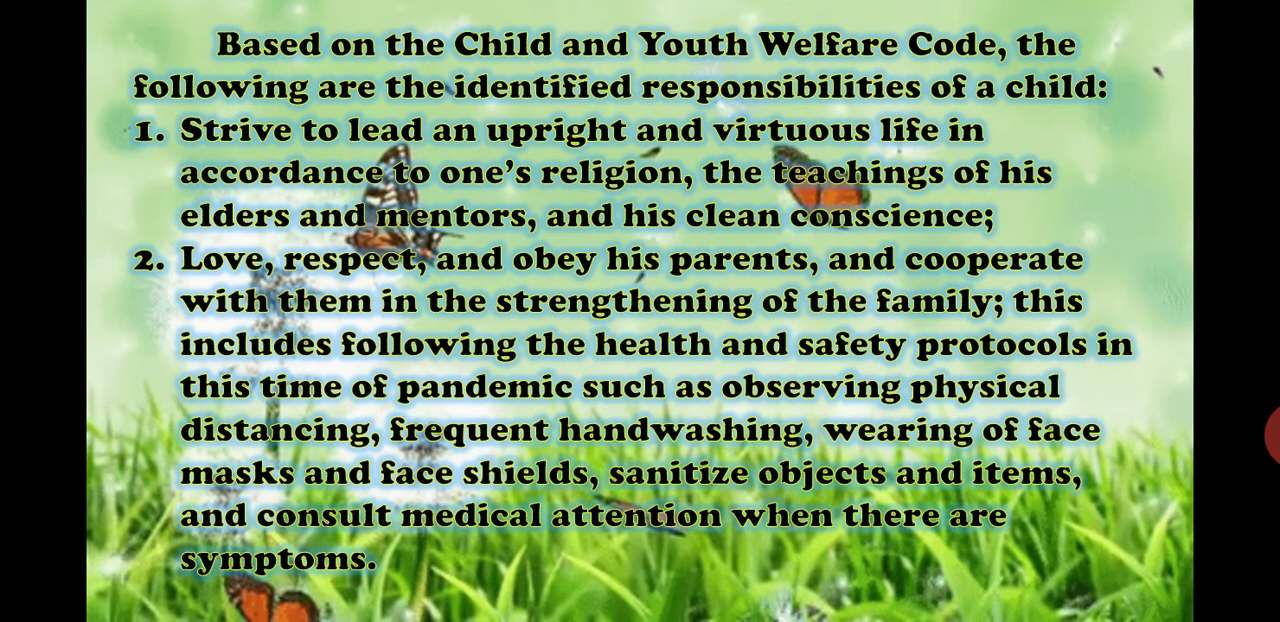 Based on the Child and Youth Welfare Code, the
following are the identified responsibilities of a child:
1. Strive to lead an upright and virtuous life in
accordance to one's religion, the teachings of his
elders and mentors, and his clean conscience;
2. Love, respect, and obey his parents, and cooperate
with them in the strengthening of the family; this
includes following the health and safety protocols in
this time of pandemic such as observing physical
distancing, frequent handwashing, wearing of face
masks and face shields, sanitize objects and items,
and consult medical attention when there are
symptoms.